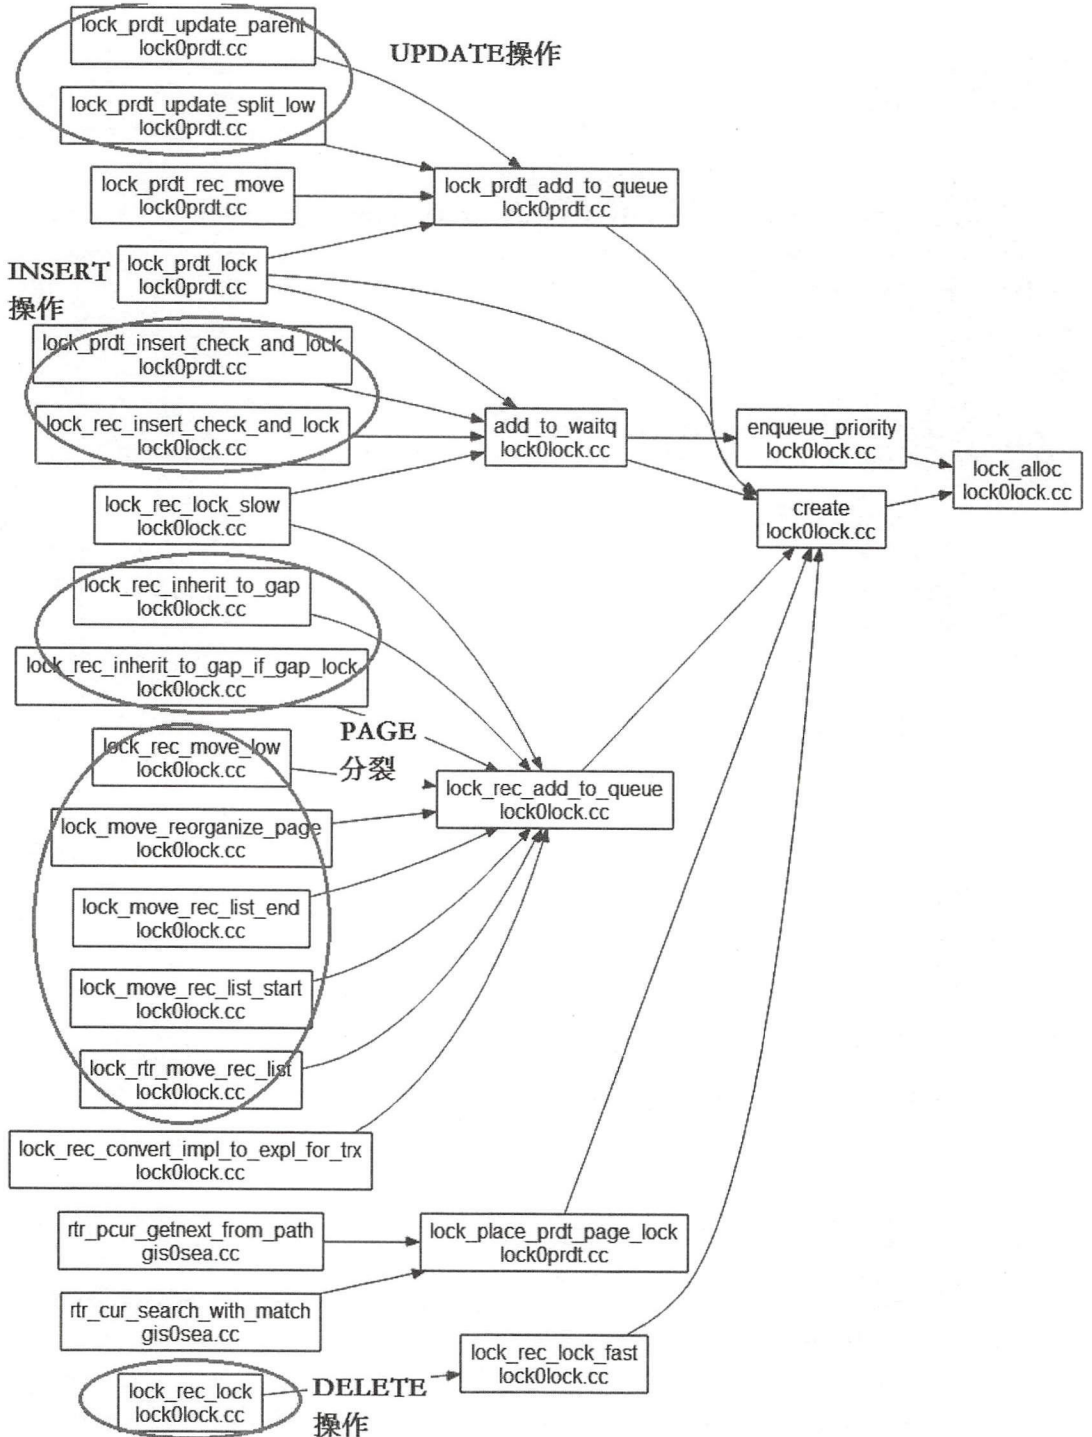 lock_prdt_update_parent
lock0prdt.cc
UPDATE操作
lock_prdt_update_split_low
lock0prdt.cc
lock_prdt_rec_move
lock0prdt.cc
lock_prdt_add_to_queue
lock0prdt.cc
INSERT
操作
lock_prdt_lock
lock0prdt.cc
lock_prdt_insert_check_and_lock
lock0prdt.cc
lock_rec_insert_check_and_lock
lock0lock.cc
add_to_waitq
lock0lock.cc
enqueue_priority
lock0lock.cc
lock_alloc
lock0lock.cc
lock_rec_lock_slow
lock0lock.cc
create
lock0lock.cc
lock_rec_inherit_to_gap
lock0lock.cc
lock_rec_inherit_to_gap_if_gap_lock
lock0lock.cc
PAGE
分裂
lock_rec_move_low
lock0lock.cc
lock_rec_add_to_queue
lock0lock.cc
lock_move_reorganize_page
lock0lock.cc
lock_move_rec_list_end
lock0lock.cc
lock_move_rec_list_start
lock0lock.cc
lock_rtr_move_rec_list
lock0lock.cc
lock_rec_convert_impl_to_expl_for_trx
lock0lock.cc
rtr_pcur_getnext_from_path
gis0sea.cc
lock_place_prdt_page_lock
lock0prdt.cc
rtr_cur_search_with_match
gis0sea.cc
lock_rec_lock_fast
lock0lock.cc
lock_rec_lock
lock0lock.cc
DELETE
操作